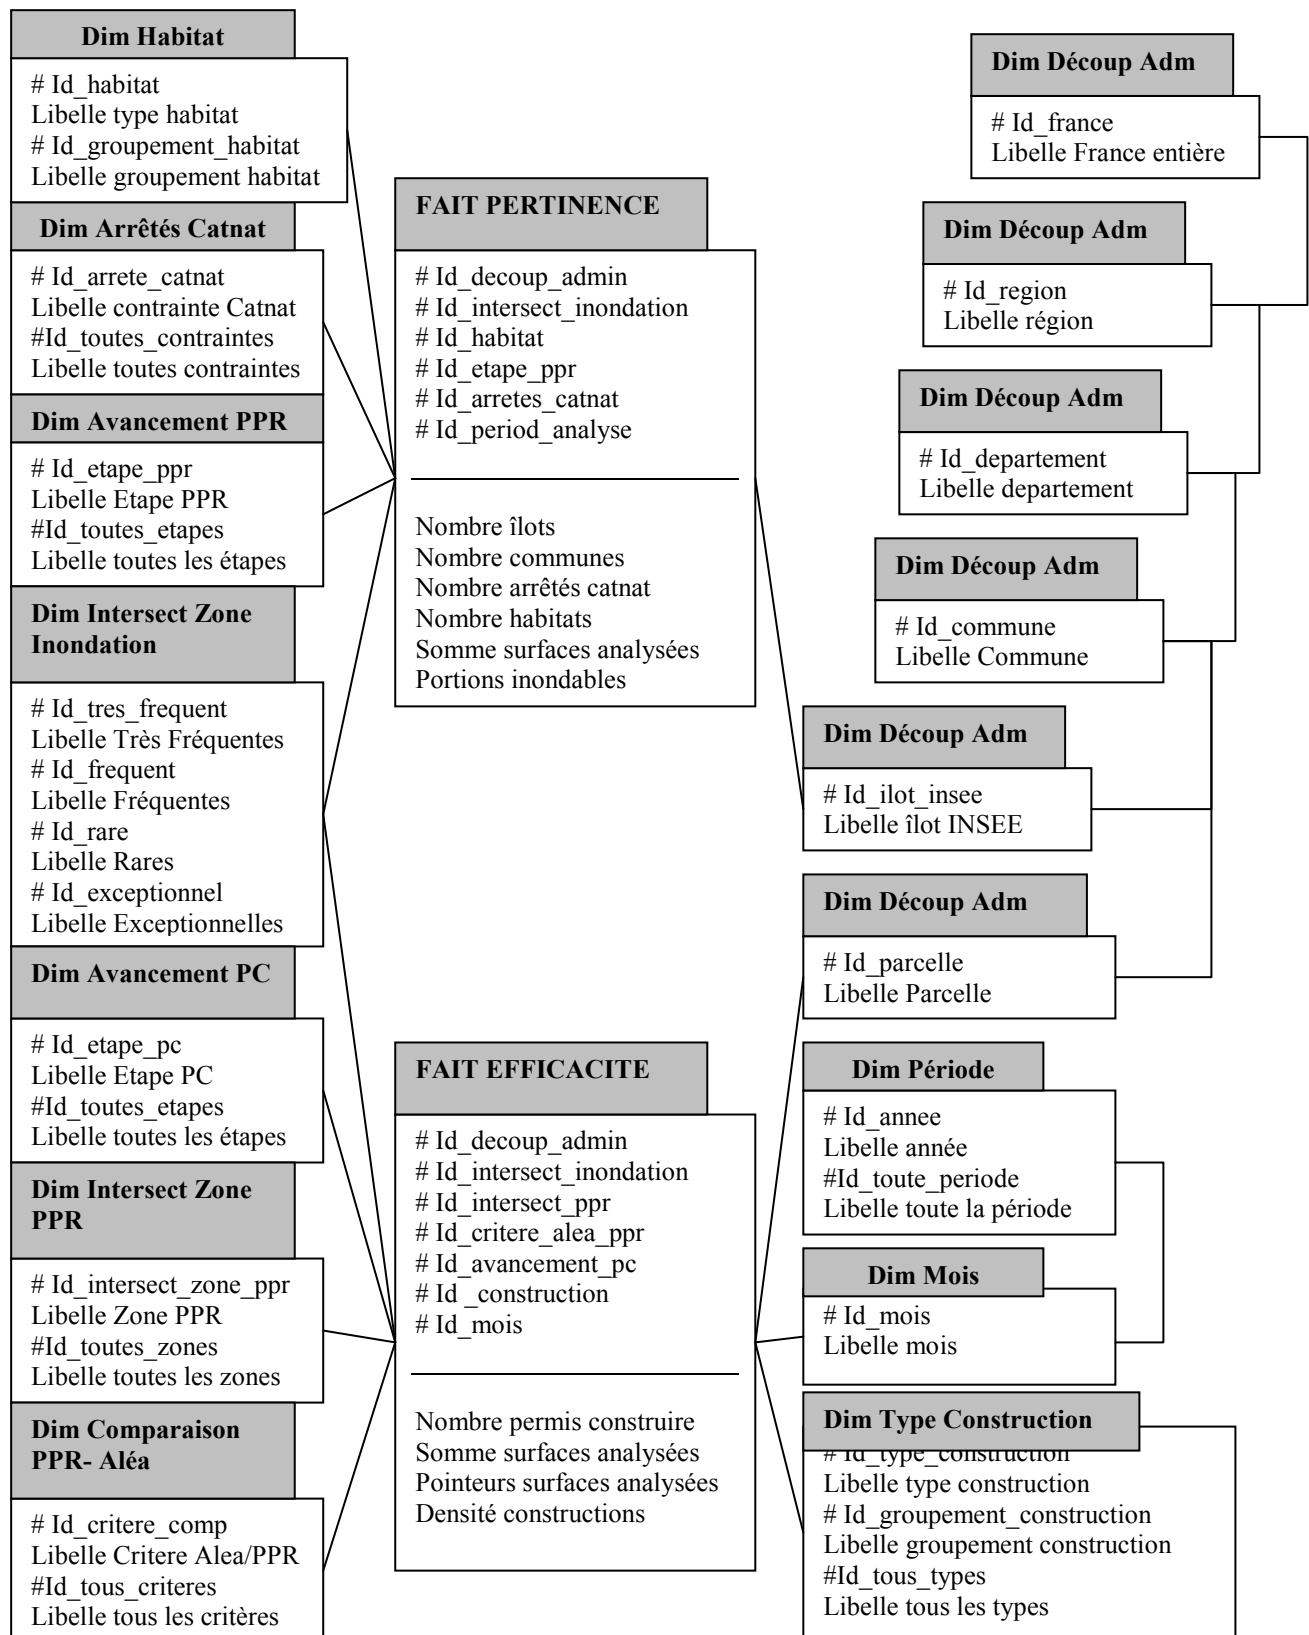 Dim Habitat
# Id_habitat
Libelle type habitat
# Id_groupement_habitat
Libelle groupement habitat
Dim Arrêtés Catnat
# Id_arrete_catnat
Libelle contrainte Catnat
#Id_toutes_contraintes
Libelle toutes contraintes
Dim Avancement PPR
# Id_etape_ppr
Libelle Etape PPR
#Id_toutes_etapes
Libelle toutes les étapes
Dim Intersect Zone
Inondation
# Id_tres_frequent
Libelle Très Fréquentes
# Id_frequent
Libelle Fréquentes
# Id_rare
Libelle Rares
# Id_exceptionnel
Libelle Exceptionnelles
Dim Avancement PC
# Id_etape_pc
Libelle Etape PC
#Id_toutes_etapes
Libelle toutes les étapes
Dim Intersect Zone
PPR
# Id_intersect_zone_ppr
Libelle Zone PPR
#Id_toutes_zones
Libelle toutes les zones
Dim Comparaison
PPR- Aléa
# Id_critere_comp
Libelle Critere Alea/PPR
#Id_tous_criteres
Libelle tous les critères
FAIT PERTINENCE
# Id_decoup_admin
# Id_intersect_inondation
# Id_habitat
# Id_etape_ppr
# Id_arretes_catnat
# Id_period_analyse
Nombre îlots
Nombre communes
Nombre arrêtés catnat
Nombre habitats
Somme surfaces analysées
Portions inondables
FAIT EFFICACITE
# Id_decoup_admin
# Id_intersect_inondation
# Id_intersect_ppr
# Id_critere_alea_ppr
# Id_avancement_pc
# Id _construction
# Id_mois
Nombre permis construire
Somme surfaces analysées
Pointeurs surfaces analysées
Densité constructions
Dim Découp Adm
# Id_france
Libelle France entière
Dim Découp Adm
# Id_region
Libelle région
Dim Découp Adm
# Id_departement
Libelle departement
Dim Découp Adm
# Id_commune
Libelle Commune
Dim Découp Adm
# Id_ilot_insee
Libelle îlot INSEE
Dim Découp Adm
# Id_parcelle
Libelle Parcelle
Dim Période
# Id_annee
Libelle année
#Id_toute_periode
Libelle toute la période
Dim Mois
# Id_mois
Libelle mois
Dim Type Construction
# Id_type_construction
Libelle type construction
# Id_groupement_construction
Libelle groupement construction
#Id_tous_types
Libelle tous les types